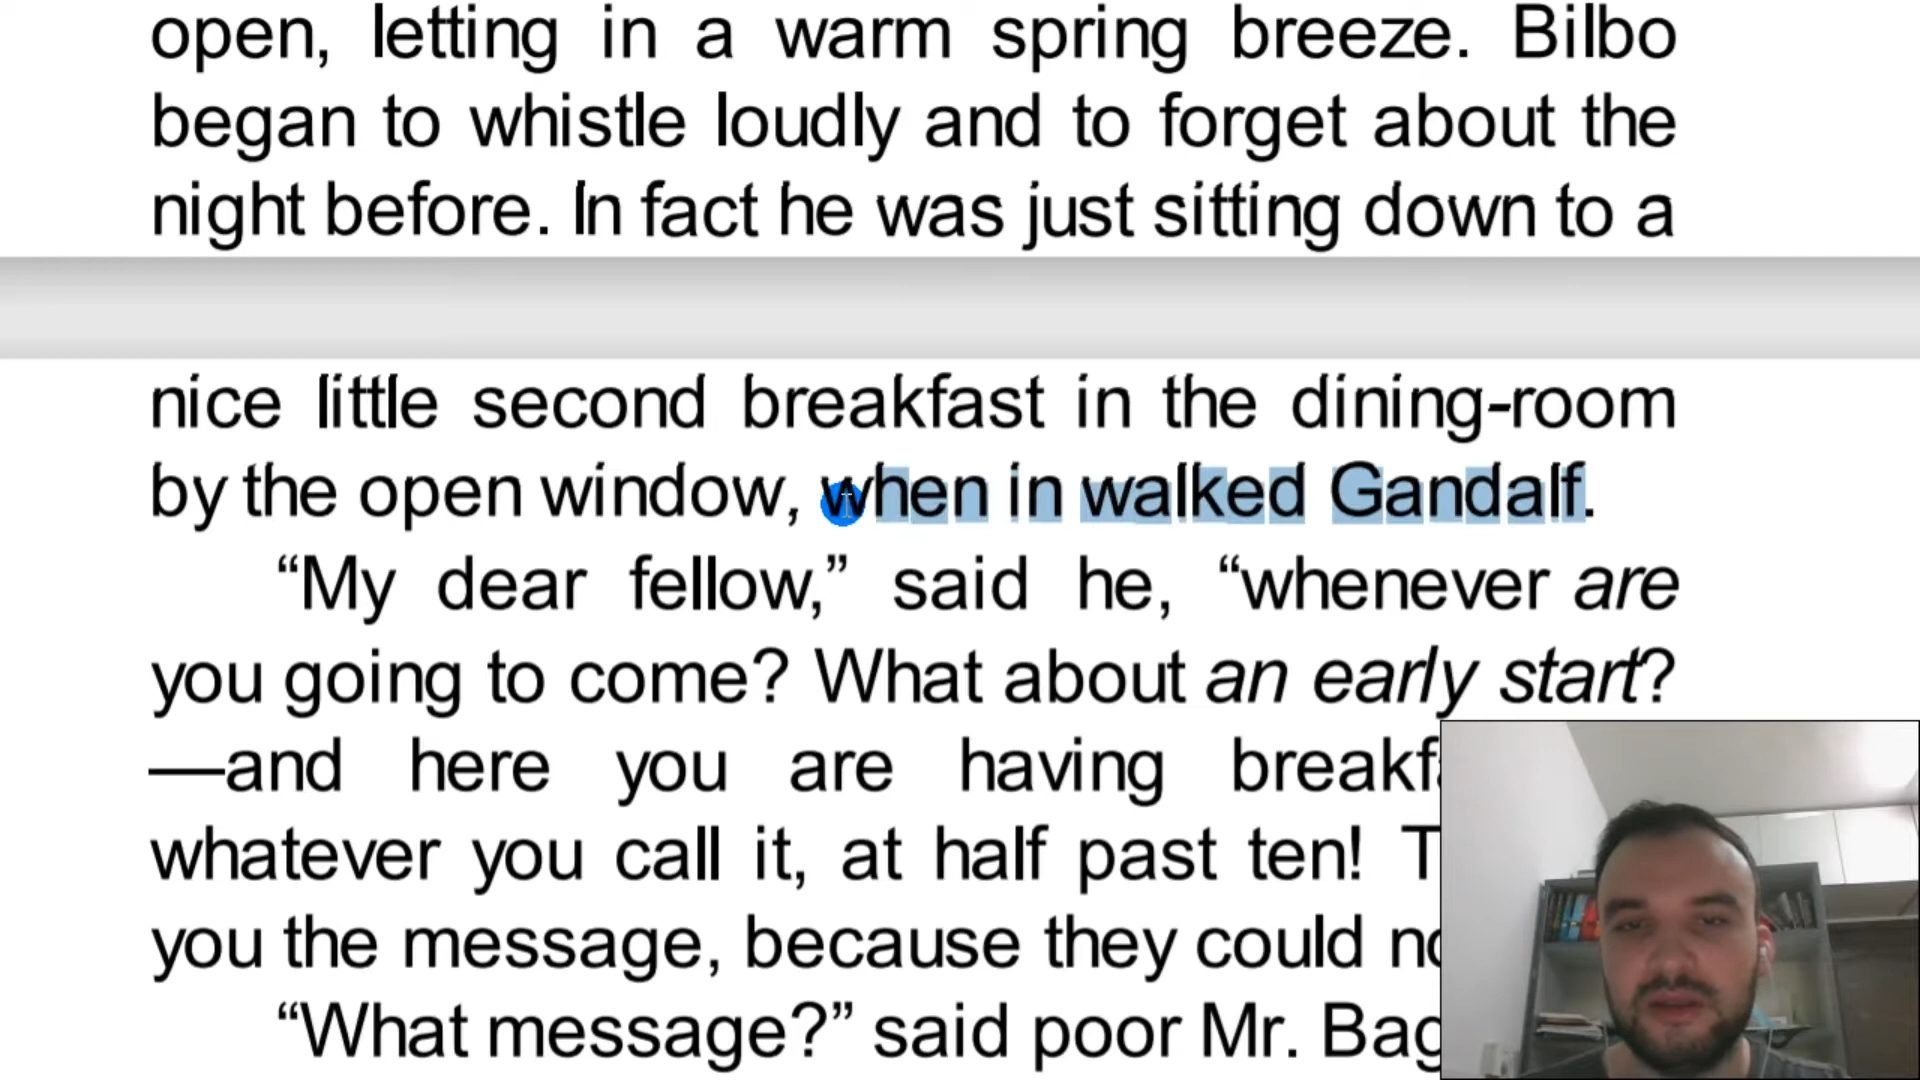 open, letting in a warm spring breeze. Bilbo
began to whistle loudly and to forget about the
night before. In fact he was just sitting down to a
nice little second breakfast in the dining-room
by the open window, when in walked Gandalf.
“My dear fellow,” said he, “whenever are
you going to come? What about an early start?
—and here you are having
whatever you call it, at half past ten!
you the message, because they could
“What message?” said poor Mr.